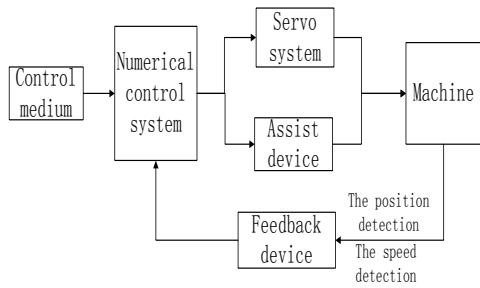 Control
medium
Numerical
control
system
Servo
system
Assist
device
Machine
The position
detection
The speed
detection
Feedback
device